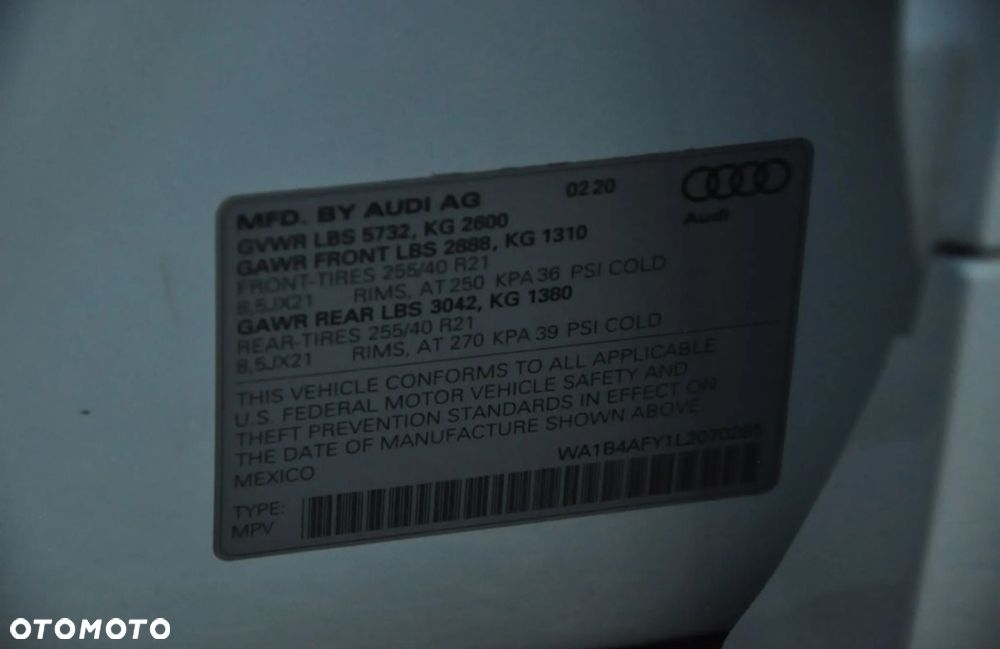 MFD. BY AUDI AG 02 20
Audi
GVWR LBS 5732, KG 2600
GAWR FRONT LBS 2888, KG 1310
FRONT-TIRES 255/40 R21
8,5JX21 RIMS, AT 250 KPA 36 PSI COLD
GAWR REAR LBS 3042, KG 1380
REAR-TIRES 255/40 R21
8,5JX21 RIMS, AT 270 KPA 39 PSI COLD
THIS VEHICLE CONFORMS TO ALL APPLICABLE
U.S. FEDERAL MOTOR VEHICLE SAFETY AND
THEFT PREVENTION STANDARDS IN EFFECT ON
THE DATE OF MANUFACTURE SHOWN ABOVE.
MEXICO WA1B4AFY1L2070265
TYPE:
MPV
OTOMOTO